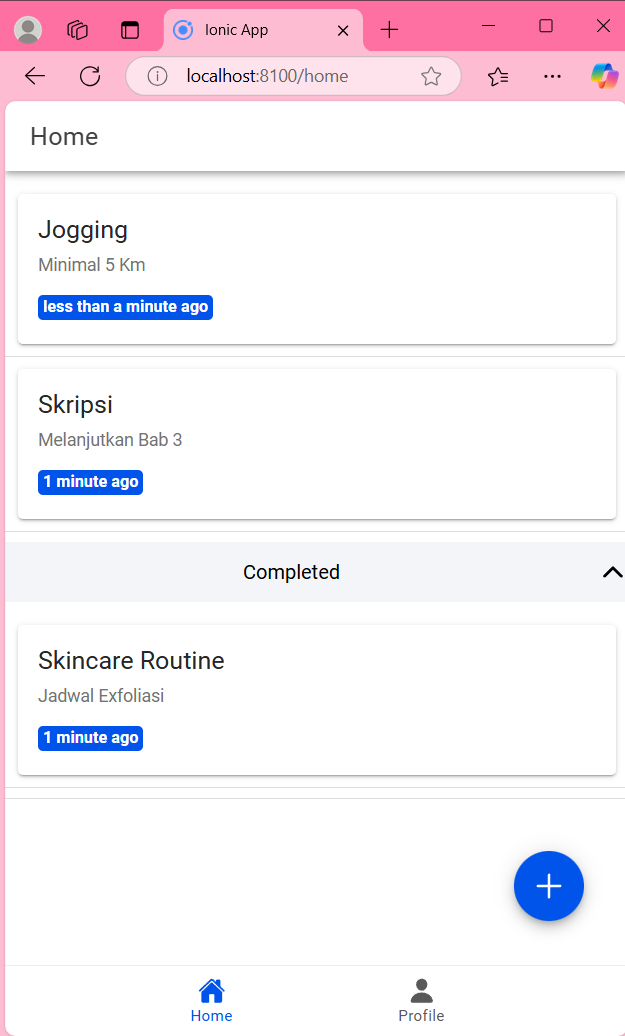 Ionic App
localhost:8100/home
Home
Jogging
Minimal 5 Km
less than a minute ago
Skripsi
Melanjutkan Bab 3
1 minute ago
Completed
Skincare Routine
Jadwal Exfoliasi
1 minute ago
Home
Profile